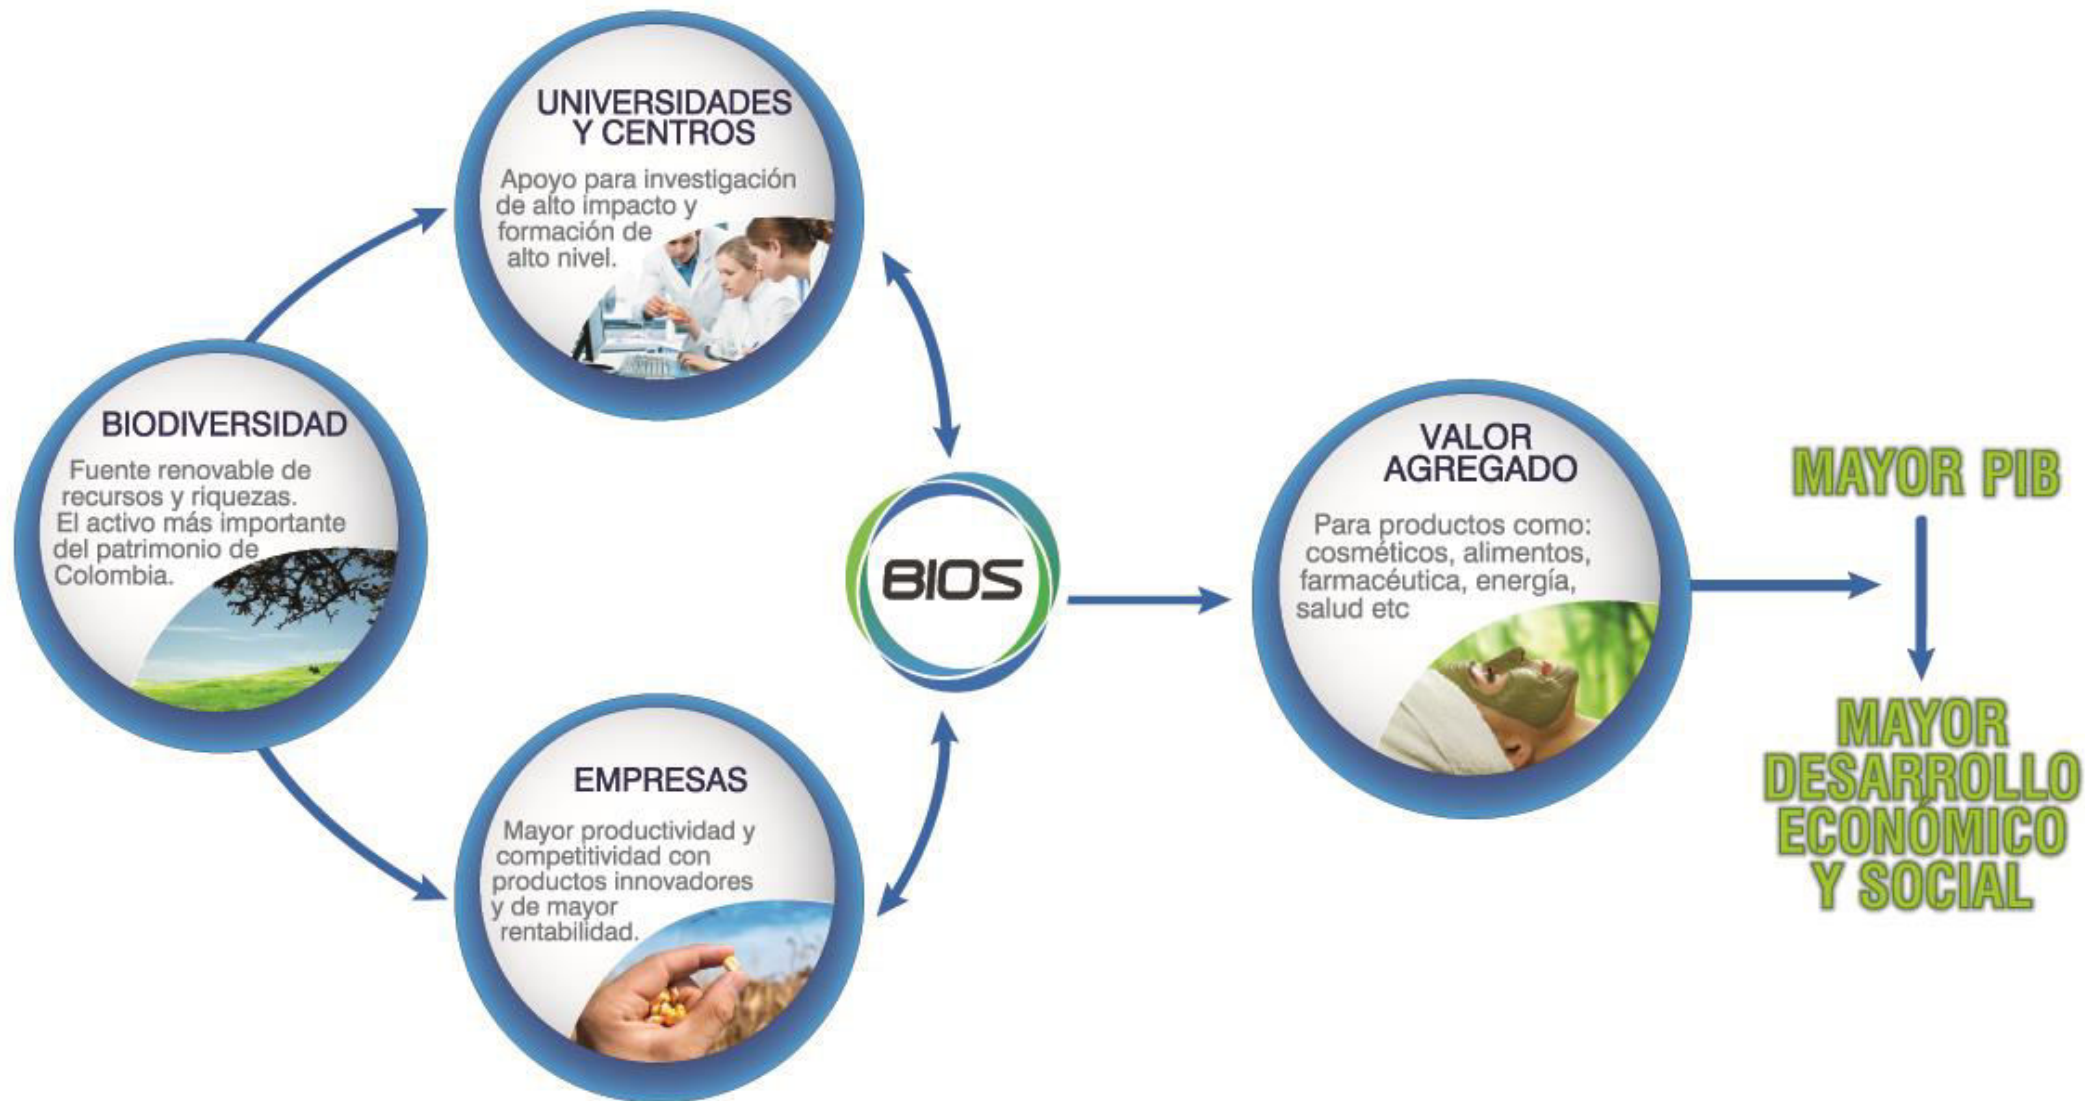 UNIVERSIDADES
Y CENTROS
Apoyo para investigación
de alto impacto y
formación de
alto nivel.
BIODIVERSIDAD
Fuente renovable de
recursos y riquezas.
El activo más importante
del patrimonio de
Colombia.
BIOS
EMPRESAS
Mayor productividad y
competitividad con
productos innovadores
y de mayor
rentabilidad.
VALOR
AGREGADO
Para productos como:
cosméticos, alimentos,
farmacéutica, energía,
salud etc
MAYOR PIB
MAYOR
DESARROLLO
ECONÓMICO
Y SOCIAL